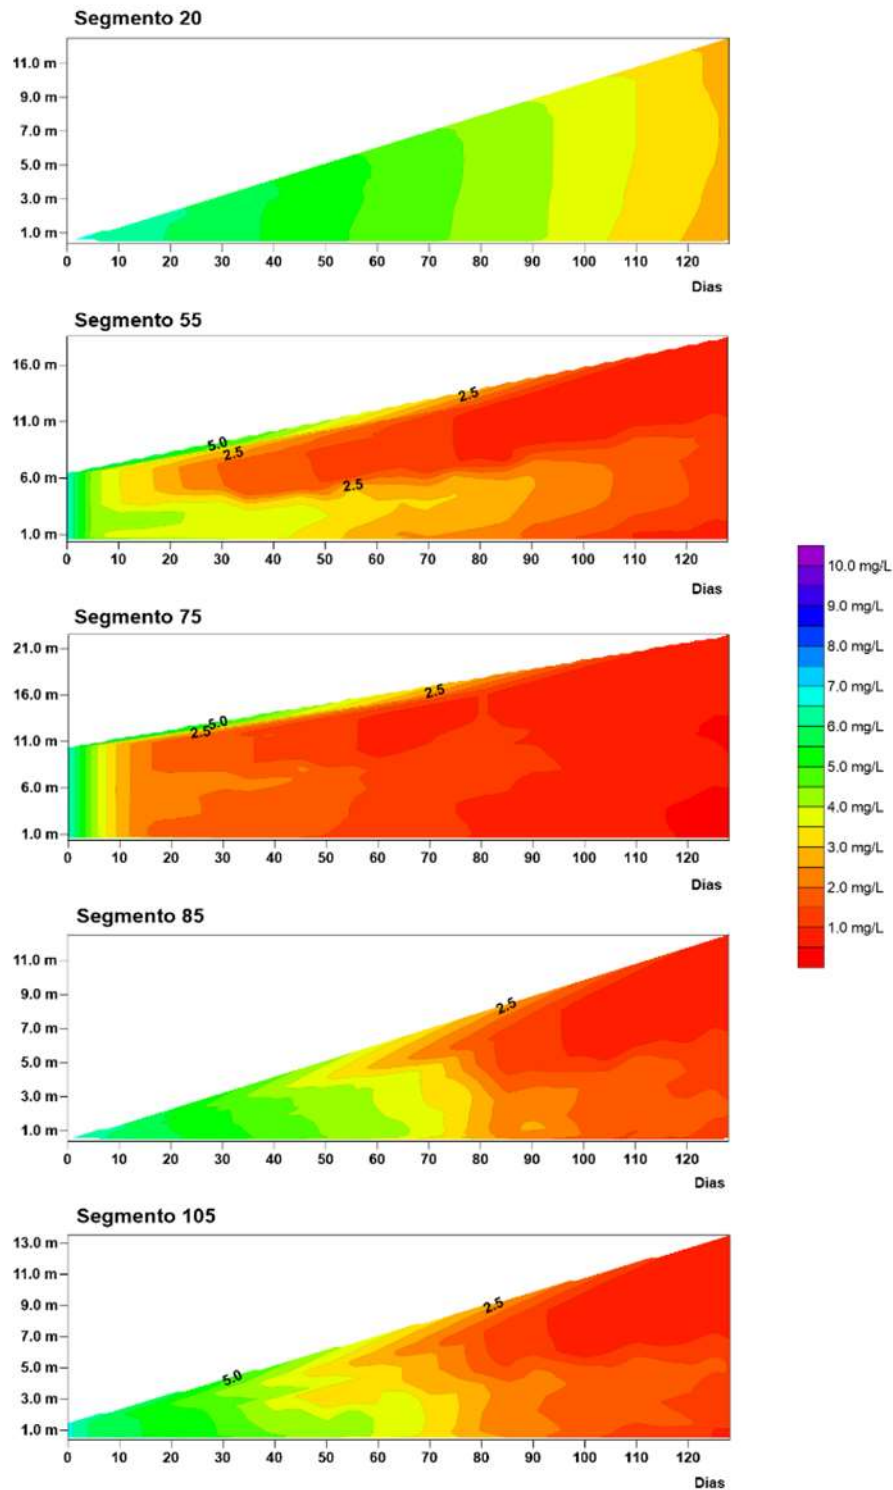 Segmento 20
11.0 m
9.0 m
7.0 m
5.0 m
3.0 m
1.0 m
0 10 20 30 40 50 60 70 80 90 100 110 120
Dias
Segmento 55
16.0 m
11.0 m
6.0 m
1.0 m
2.5
5.0
2.5
2.5
0 10 20 30 40 50 60 70 80 90 100 110 120
Dias
Segmento 75
21.0 m
16.0 m
11.0 m
6.0 m
1.0 m
2.5
5.0
2.5
0 10 20 30 40 50 60 70 80 90 100 110 120
Dias
10.0 mg/L
9.0 mg/L
8.0 mg/L
7.0 mg/L
6.0 mg/L
5.0 mg/L
4.0 mg/L
3.0 mg/L
2.0 mg/L
1.0 mg/L
Segmento 85
11.0 m
9.0 m
7.0 m
5.0 m
3.0 m
1.0 m
2.5
0 10 20 30 40 50 60 70 80 90 100 110 120
Dias
Segmento 105
13.0 m
11.0 m
9.0 m
7.0 m
5.0 m
3.0 m
1.0 m
2.5
5.0
0 10 20 30 40 50 60 70 80 90 100 110 120
Dias